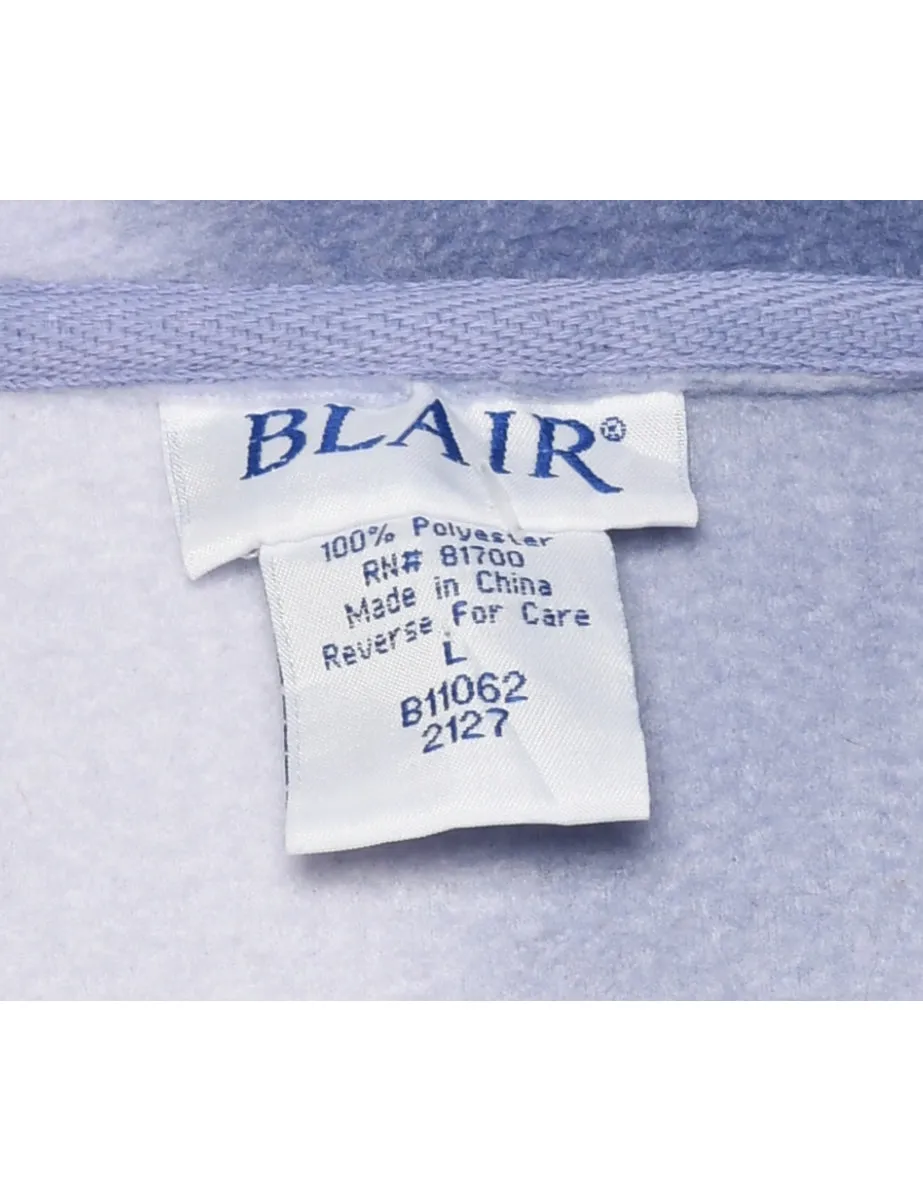 BLAIR®
100% Polyester
RN# 81700
Made in China
Reverse For Care
L
B11062
2127